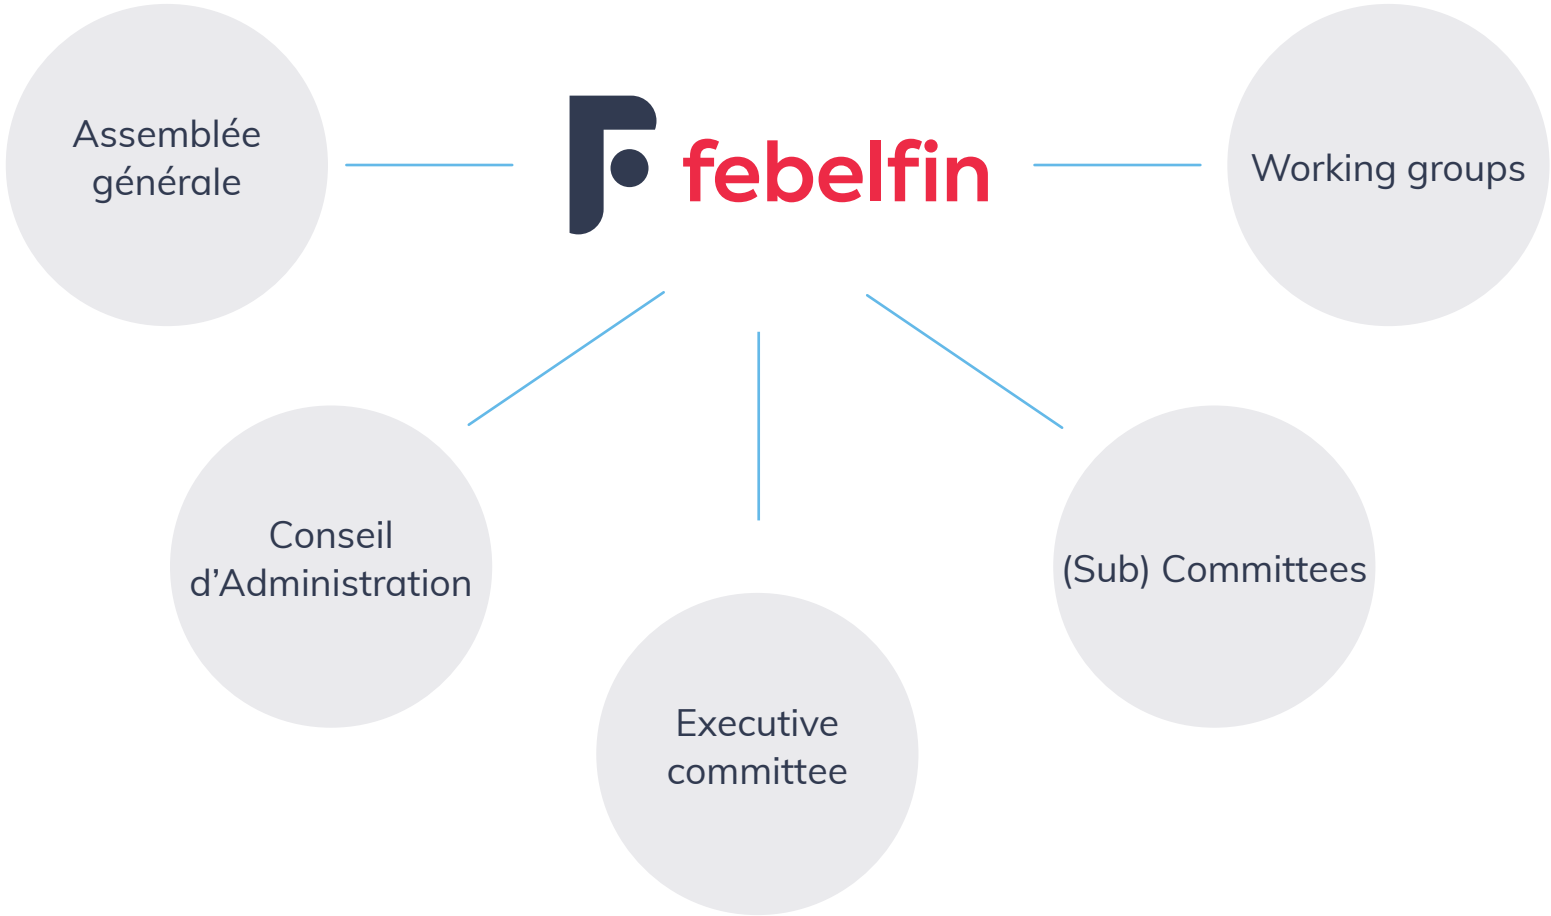 Assemblée
générale
febelfin
Working groups
Conseil
d’Administration
(Sub) Committees
Executive
committee